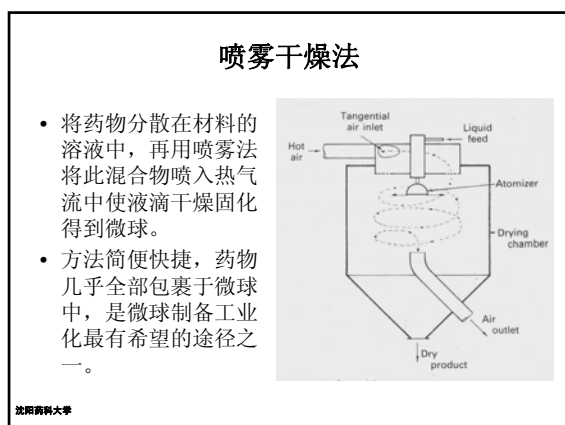 喷雾干燥法
• 将药物分散在材料的
溶液中，再用喷雾法
将此混合物喷入热气
流中使液滴干燥固化
得到微球。
• 方法简便快捷，药物
几乎全部包裹于微球
中，是微球制备工业
化最有希望的途径之
一。
Tangential
air inlet
Liquid
feed
Hot
air
Atomizer
Drying
chamber
Air
outlet
Dry
product
沈阳药科大学